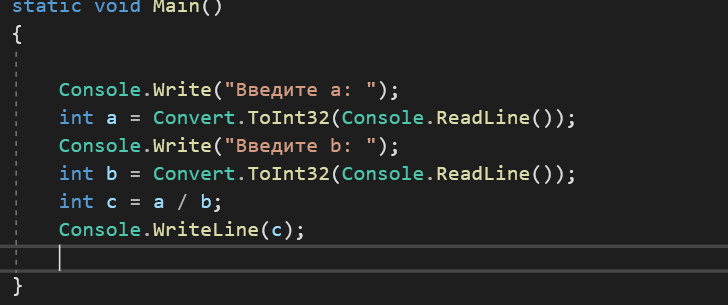 static void Main()
{
Console.Write("Введите a: ");
int a = Convert.ToInt32(Console.ReadLine());
Console.Write("Введите b: ");
int b = Convert.ToInt32(Console.ReadLine());
int c = a / b;
Console.WriteLine(c);
}